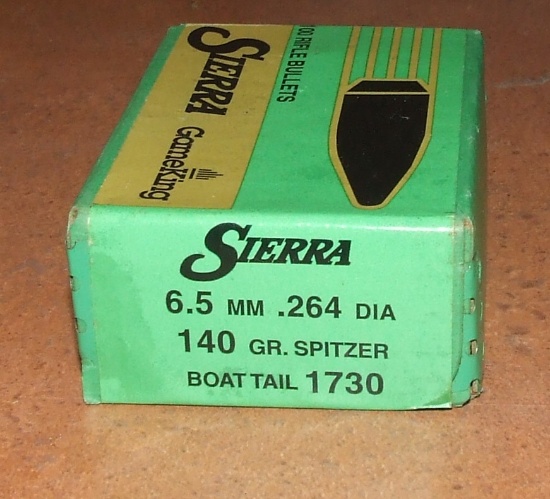 100 RIFLE BULLETS
SIERRA
GameKing
SIERRA
6.5 MM .264 DIA
140 GR. SPITZER
BOAT TAIL 1730